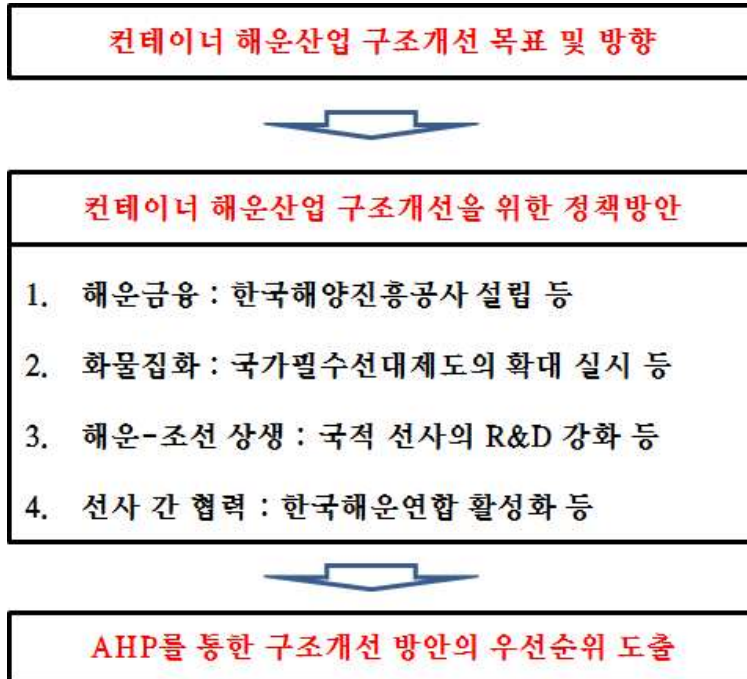 컨테이너 해운산업 구조개선 목표 및 방향
컨테이너 해운산업 구조개선을 위한 정책방안
1. 해운금융 : 한국해양진흥공사 설립 등
2. 화물집화 : 국가필수선대제도의 확대 실시 등
3. 해운-조선 상생 : 국적 선사의 R&D 강화 등
4. 선사 간 협력 : 한국해운연합 활성화 등
AHP를 통한 구조개선 방안의 우선순위 도출